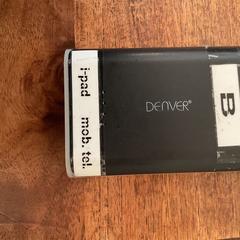 i-pad mob. tel.
DENVER®
B